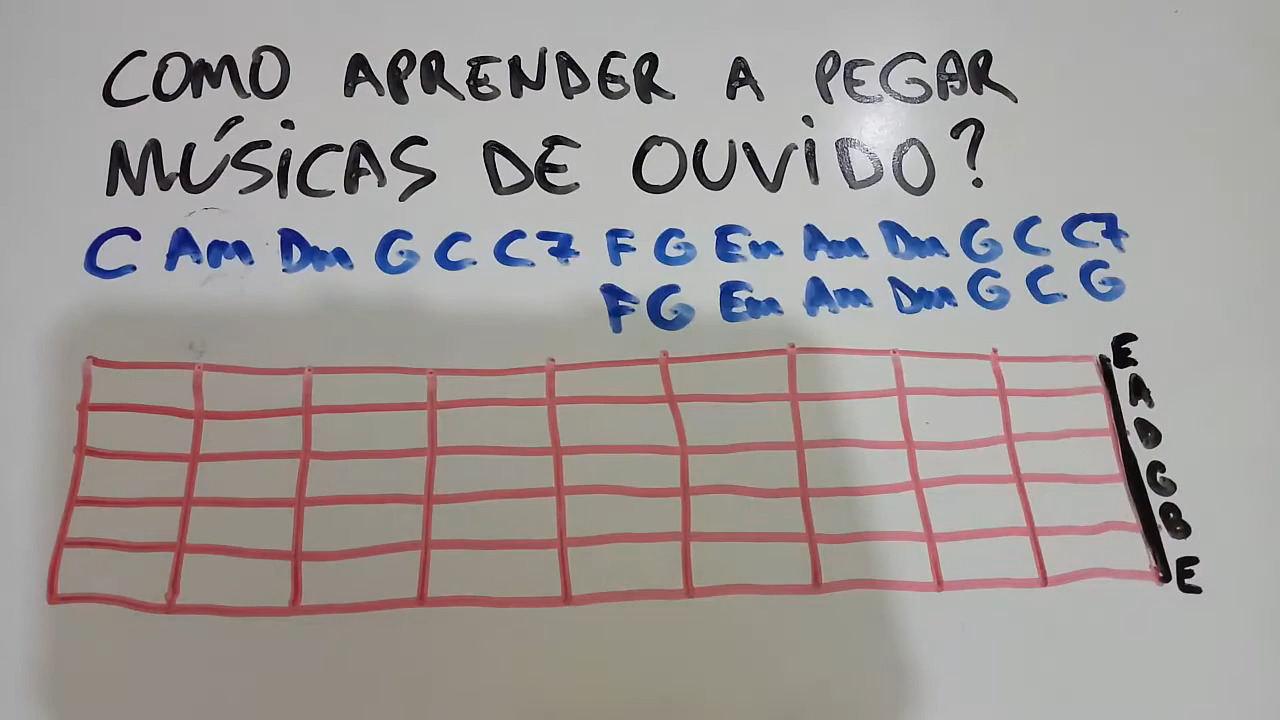 COMO APRENDER A PEGAR
MÚSICAS DE OUVIDO?
C Am Dm G C C7 F G Em Am Dm G C C7
F G Em Am Dm G C G
E
A
D
G
B
E